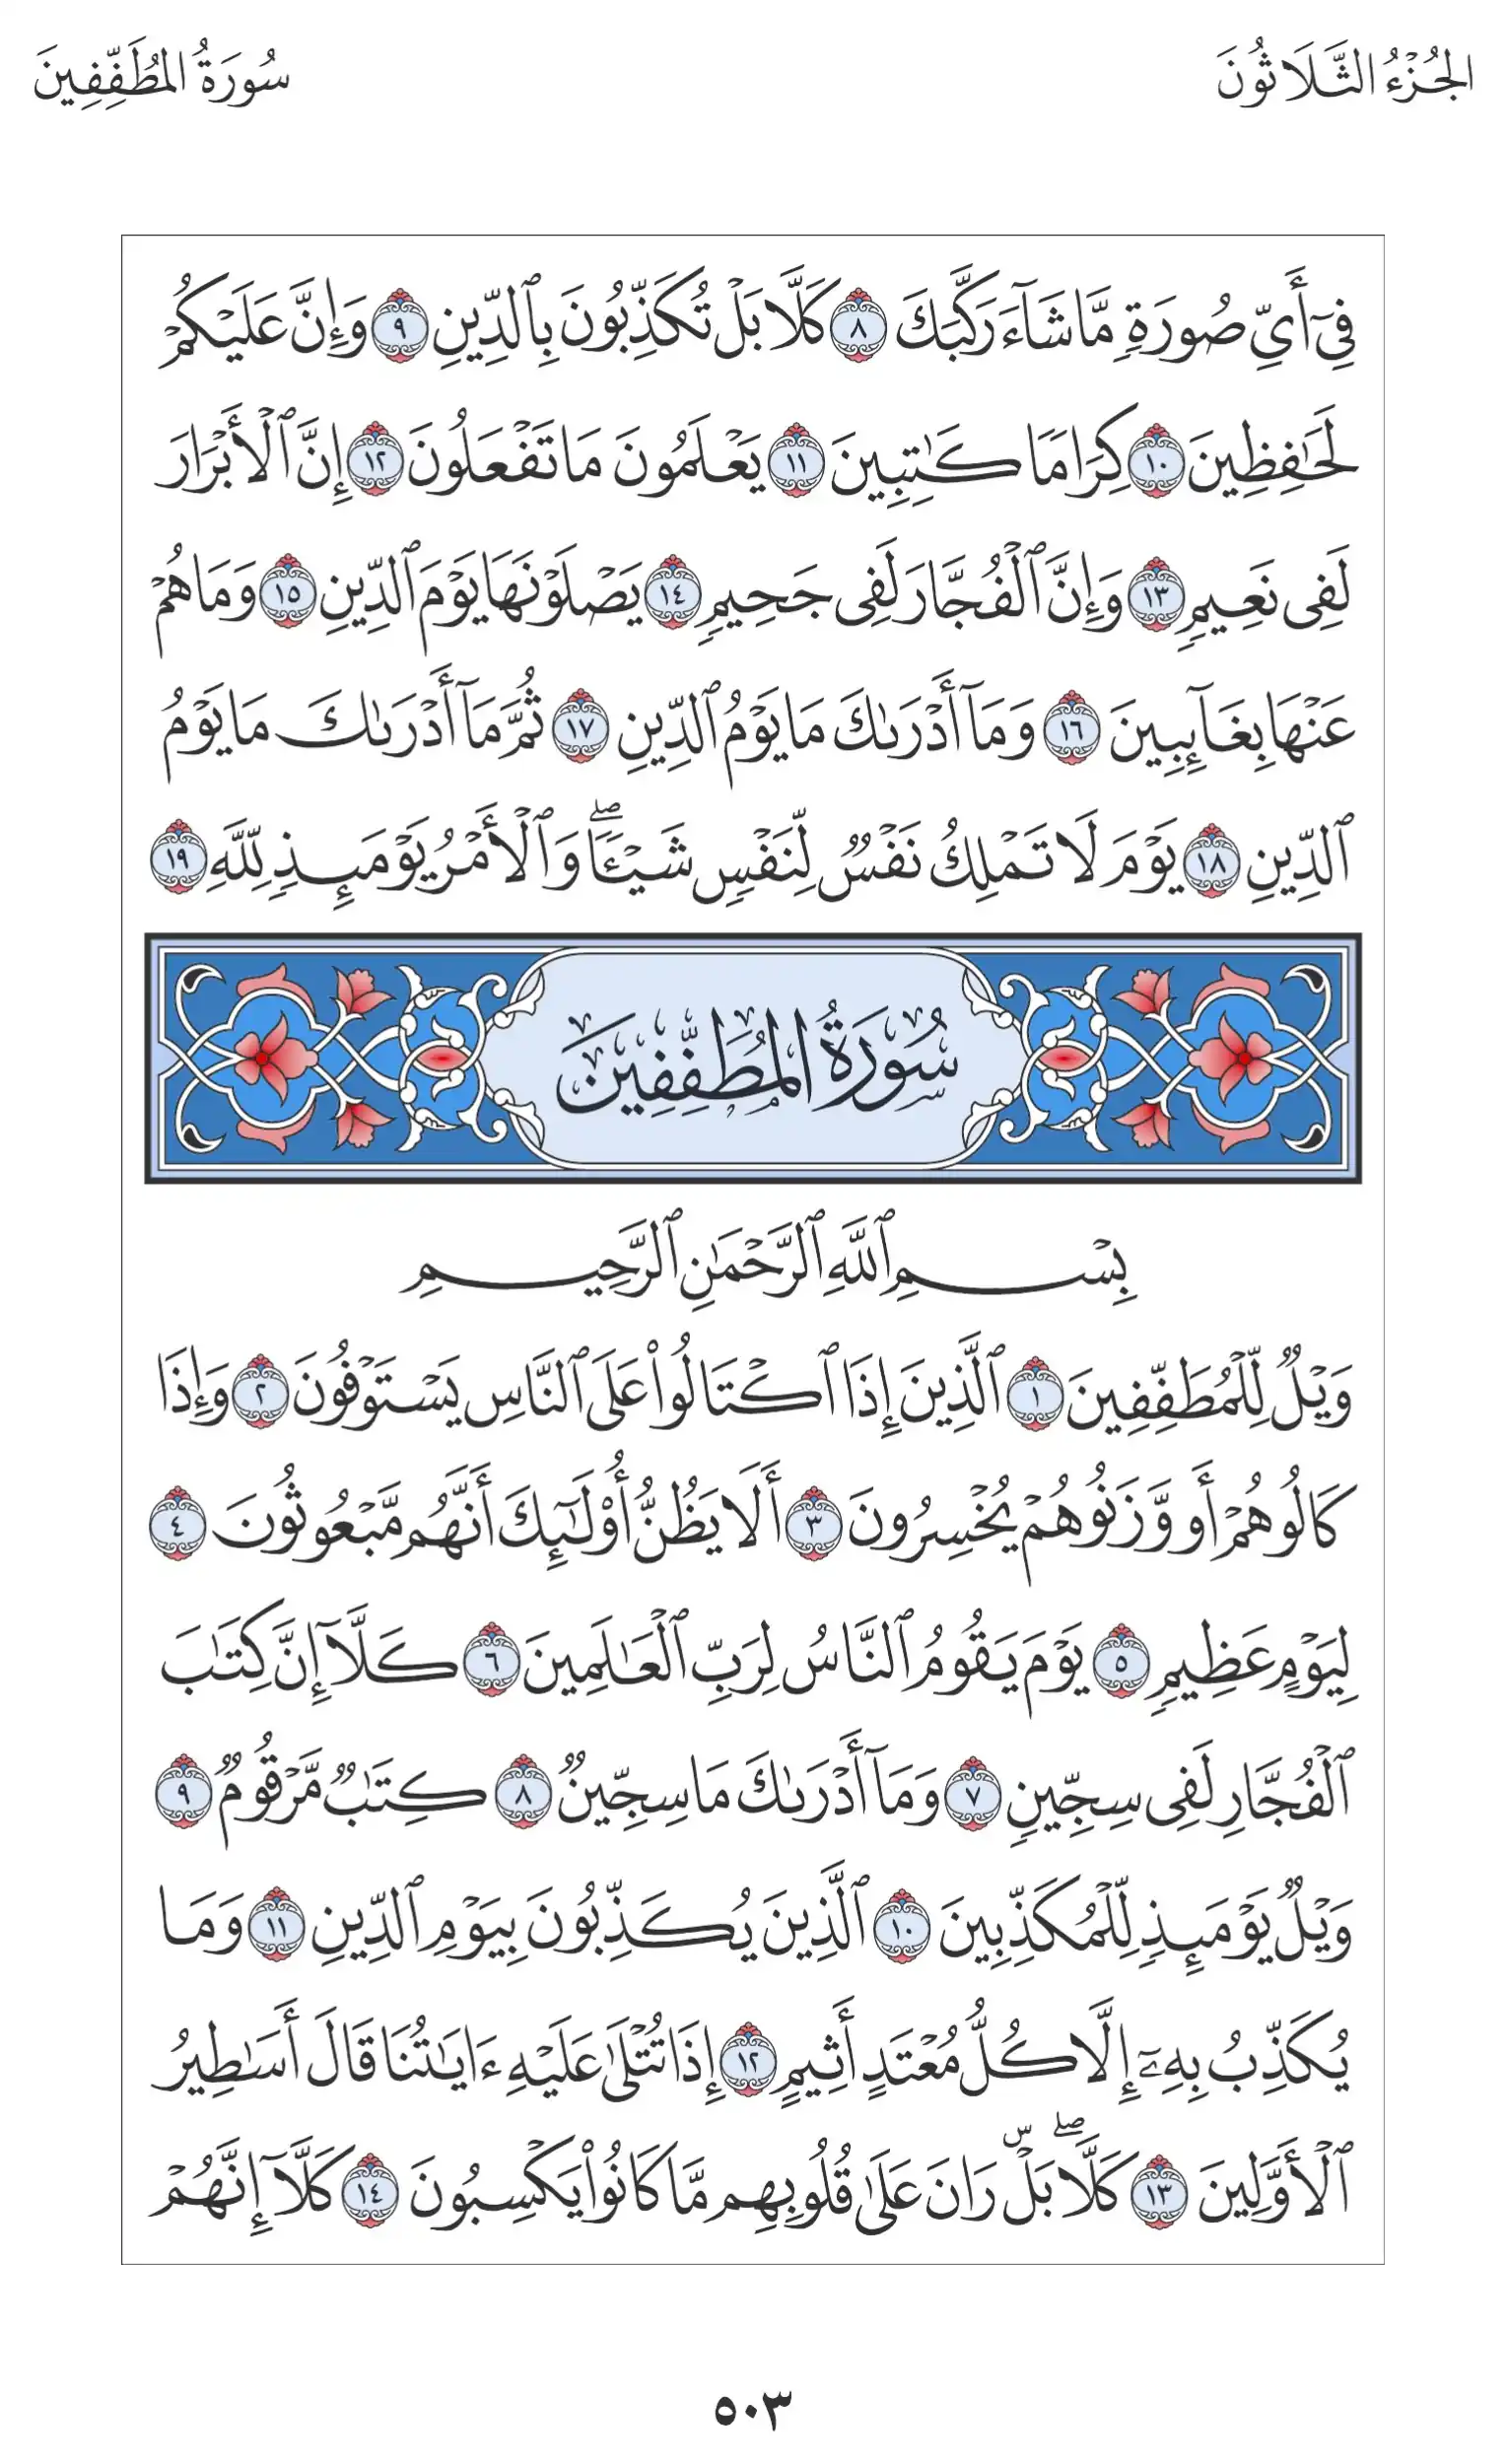 الجُزْءُ الثَّلَاثُونَ
سُورَةُ المُطَفِّفِينَ
فِىٓ أَىِّ صُورَةٍ مَّا شَآءَ رَكَّبَكَ ٨ كَلَّا بَلْ تُكَذِّبُونَ بِٱلدِّينِ ٩ وَإِنَّ عَلَيْكُمْ
لَحَٰفِظِينَ ١٠ كِرَامًا كَٰتِبِينَ ١١ يَعْلَمُونَ مَا تَفْعَلُونَ ١٢ إِنَّ ٱلْأَبْرَارَ
لَفِى نَعِيمٍ ١٣ وَإِنَّ ٱلْفُجَّارَ لَفِى جَحِيمٍ ١٤ يَصْلَوْنَهَا يَوْمَ ٱلدِّينِ ١٥ وَمَا هُمْ
عَنْهَا بِغَآئِبِينَ ١٦ وَمَآ أَدْرَىٰكَ مَا يَوْمُ ٱلدِّينِ ١٧ ثُمَّ مَآ أَدْرَىٰكَ مَا يَوْمُ
ٱلدِّينِ ١٨ يَوْمَ لَا تَمْلِكُ نَفْسٌ لِّنَفْسٍ شَيْـًٔاۖ وَٱلْأَمْرُ يَوْمَئِذٍ لِّلَّهِ ١٩
سُورَةُ المُطَفِّفِينَ
بِسْمِ ٱللَّهِ ٱلرَّحْمَٰنِ ٱلرَّحِيمِ
وَيْلٌ لِّلْمُطَفِّفِينَ ١ ٱلَّذِينَ إِذَا ٱكْتَالُوا۟ عَلَى ٱلنَّاسِ يَسْتَوْفُونَ ٢ وَإِذَا
كَالُوهُمْ أَو وَّزَنُوهُمْ يُخْسِرُونَ ٣ أَلَا يَظُنُّ أُو۟لَٰٓئِكَ أَنَّهُم مَّبْعُوثُونَ ٤
لِيَوْمٍ عَظِيمٍ ٥ يَوْمَ يَقُومُ ٱلنَّاسُ لِرَبِّ ٱلْعَٰلَمِينَ ٦ كَلَّآ إِنَّ كِتَٰبَ
ٱلْفُجَّارِ لَفِى سِجِّينٍ ٧ وَمَآ أَدْرَىٰكَ مَا سِجِّينٌ ٨ كِتَٰبٌ مَّرْقُومٌ ٩
وَيْلٌ يَوْمَئِذٍ لِّلْمُكَذِّبِينَ ١٠ ٱلَّذِينَ يُكَذِّبُونَ بِيَوْمِ ٱلدِّينِ ١١ وَمَا
يُكَذِّبُ بِهِۦٓ إِلَّا كُلُّ مُعْتَدٍ أَثِيمٍ ١٢ إِذَا تُتْلَىٰ عَلَيْهِ ءَايَٰتُنَا قَالَ أَسَٰطِيرُ
ٱلْأَوَّلِينَ ١٣ كَلَّاۖ بَلْۜ رَانَ عَلَىٰ قُلُوبِهِم مَّا كَانُوا۟ يَكْسِبُونَ ١٤ كَلَّآ إِنَّهُمْ
٥٠٣